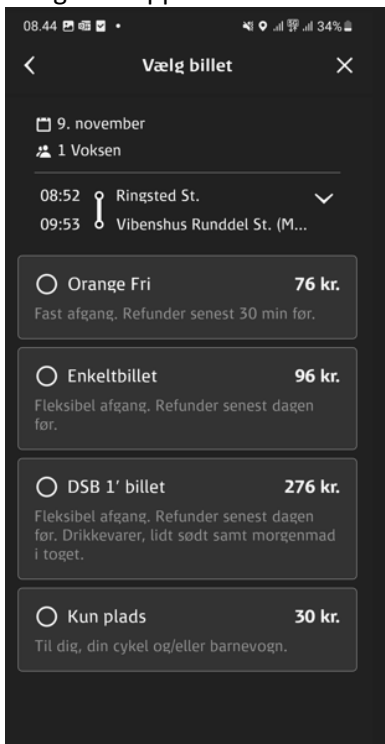 08.44 34%
Vælg billet
9. november
1 Voksen
08:52 Ringsted St.
09:53 Vibenshus Runddel St. (M...
Orange Fri 76 kr.
Fast afgang. Refunder senest 30 min før.
Enkeltbillet 96 kr.
Fleksibel afgang. Refunder senest dagen
før.
DSB 1' billet 276 kr.
Fleksibel afgang. Refunder senest dagen
før. Drikkevarer, lidt sødt samt morgenmad
i toget.
Kun plads 30 kr.
Til dig, din cykel og/eller barnevogn.